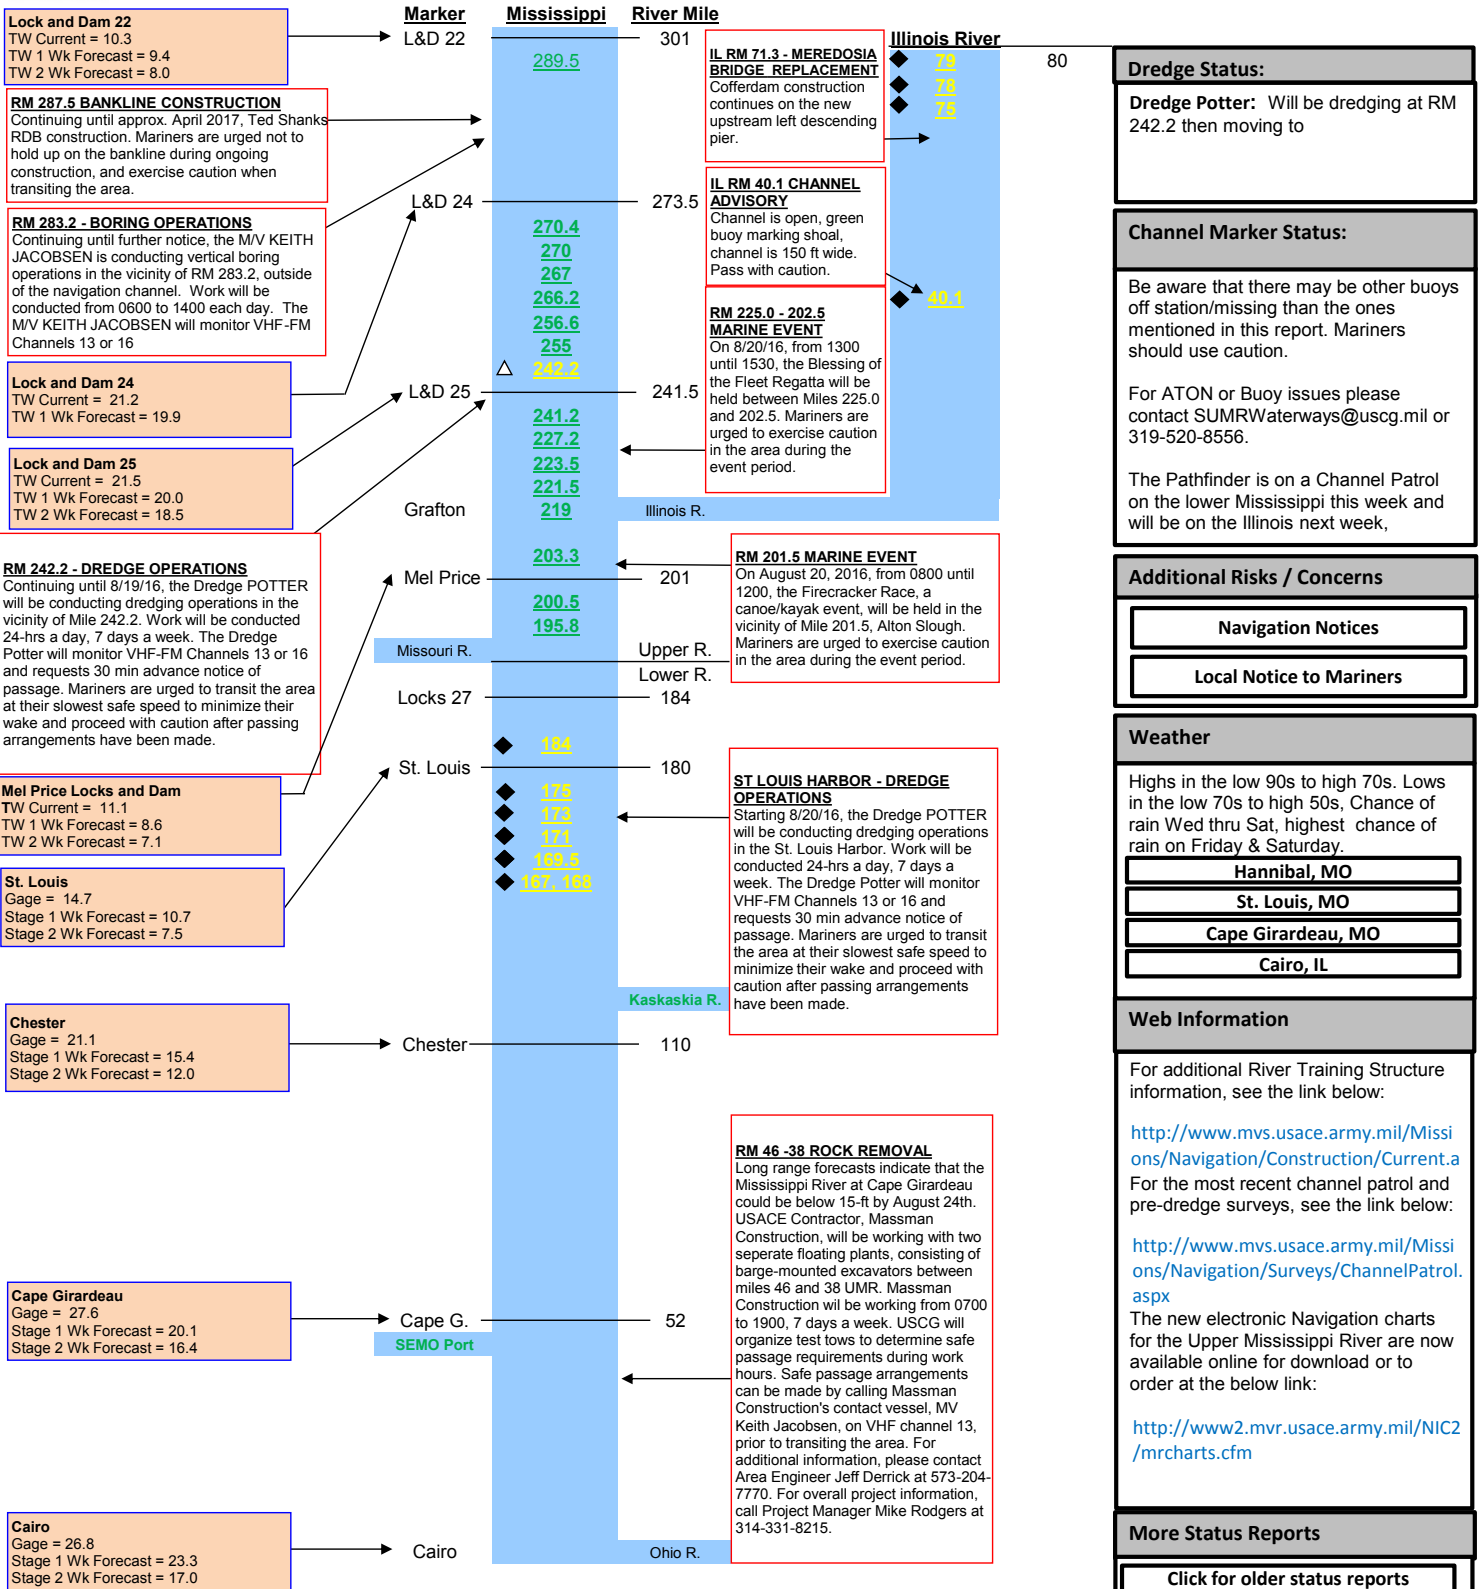 Marker
Mississippi
River Mile
Lock and Dam 22
TW Current = 10.3
TW 1 Wk Forecast = 9.4
TW 2 Wk Forecast = 8.0
RM 287.5 BANKLINE CONSTRUCTION
Continuing until approx. April 2017, Ted Shanks
RDB construction. Mariners are urged not to
hold up on the bankline during ongoing
construction, and exercise caution when
transiting the area.
RM 283.2 - BORING OPERATIONS
Continuing until further notice, the M/V KEITH
JACOBSEN is conducting vertical boring
operations in the vicinity of RM 283.2, outside
of the navigation channel.  Work will be
conducted from 0600 to 1400 each day.  The
M/V KEITH JACOBSEN will monitor VHF-FM
Channels 13 or 16
Lock and Dam 24
TW Current =  21.2
TW 1 Wk Forecast = 19.9
Lock and Dam 25
TW Current =  21.5
TW 1 Wk Forecast = 20.0
TW 2 Wk Forecast = 18.5
RM 242.2 - DREDGE OPERATIONS
Continuing until 8/19/16, the Dredge POTTER
will be conducting dredging operations in the
vicinity of Mile 242.2. Work will be conducted
24-hrs a day, 7 days a week. The Dredge
Potter will monitor VHF-FM Channels 13 or 16
and requests 30 min advance notice of
passage. Mariners are urged to transit the area
at their slowest safe speed to minimize their
wake and proceed with caution after passing
arrangements have been made.
Mel Price Locks and Dam
TW Current =  11.1
TW 1 Wk Forecast = 8.6
TW 2 Wk Forecast = 7.1
St. Louis
Gage =  14.7
Stage 1 Wk Forecast = 10.7
Stage 2 Wk Forecast = 7.5
Chester
Gage =  21.1
Stage 1 Wk Forecast = 15.4
Stage 2 Wk Forecast = 12.0
Cape Girardeau
Gage =  27.6
Stage 1 Wk Forecast = 20.1
Stage 2 Wk Forecast = 16.4
Cairo
Gage = 26.8
Stage 1 Wk Forecast = 23.3
Stage 2 Wk Forecast = 17.0
L&D 22
301
289.5
L&D 24
273.5
270.4
270
267
266.2
256.6
255
242.2
L&D 25
241.5
241.2
227.2
223.5
221.5
Grafton
219
Illinois R.
203.3
Mel Price
201
200.5
195.8
Missouri R.
Upper R.
Lower R.
Locks 27
184
184
St. Louis
180
175
173
171
169.5
167, 168
Kaskaskia R.
Chester
110
Cape G.
52
SEMO Port
Cairo
Ohio R.
IL RM 71.3 - MEREDOSIA
BRIDGE  REPLACEMENT
Cofferdam construction
continues on the new
upstream left descending
pier.
IL RM 40.1 CHANNEL
ADVISORY
Channel is open, green
buoy marking shoal,
channel is 150 ft wide.
Pass with caution.
RM 225.0 - 202.5
MARINE EVENT
On 8/20/16, from 1300
until 1530, the Blessing of
the Fleet Regatta will be
held between Miles 225.0
and 202.5. Mariners are
urged to exercise caution
in the area during the
event period.
RM 201.5 MARINE EVENT
On August 20, 2016, from 0800 until
1200, the Firecracker Race, a
canoe/kayak event, will be held in the
vicinity of Mile 201.5, Alton Slough.
Mariners are urged to exercise caution
in the area during the event period.
ST LOUIS HARBOR - DREDGE
OPERATIONS
Starting 8/20/16, the Dredge POTTER
will be conducting dredging operations
in the St. Louis Harbor. Work will be
conducted 24-hrs a day, 7 days a
week. The Dredge Potter will monitor
VHF-FM Channels 13 or 16 and
requests 30 min advance notice of
passage. Mariners are urged to transit
the area at their slowest safe speed to
minimize their wake and proceed with
caution after passing arrangements
have been made.
RM 46 -38 ROCK REMOVAL
Long range forecasts indicate that the
Mississippi River at Cape Girardeau
could be below 15-ft by August 24th.
USACE Contractor, Massman
Construction, will be working with two
seperate floating plants, consisting of
barge-mounted excavators between
miles 46 and 38 UMR. Massman
Construction wil be working from 0700
to 1900, 7 days a week. USCG will
organize test tows to determine safe
passage requirements during work
hours. Safe passage arrangements
can be made by calling Massman
Construction's contact vessel, MV
Keith Jacobsen, on VHF channel 13,
prior to transiting the area. For
additional information, please contact
Area Engineer Jeff Derrick at 573-204-
7770. For overall project information,
call Project Manager Mike Rodgers at
314-331-8215.
Illinois River
80
79
78
75
40.1
Dredge Status:
Dredge Potter:  Will be dredging at RM
242.2 then moving to
Channel Marker Status:
Be aware that there may be other buoys
off station/missing than the ones
mentioned in this report. Mariners
should use caution.
For ATON or Buoy issues please
contact SUMRWaterways@uscg.mil or
319-520-8556.
The Pathfinder is on a Channel Patrol
on the lower Mississippi this week and
will be on the Illinois next week,
Additional Risks / Concerns
Navigation Notices
Local Notice to Mariners
Weather
Highs in the low 90s to high 70s. Lows
in the low 70s to high 50s, Chance of
rain Wed thru Sat, highest  chance of
rain on Friday & Saturday.
Hannibal, MO
St. Louis, MO
Cape Girardeau, MO
Cairo, IL
Web Information
For additional River Training Structure
information, see the link below:
http://www.mvs.usace.army.mil/Missi
ons/Navigation/Construction/Current.a
For the most recent channel patrol and
pre-dredge surveys, see the link below:
http://www.mvs.usace.army.mil/Missi
ons/Navigation/Surveys/ChannelPatrol.
aspx
The new electronic Navigation charts
for the Upper Mississippi River are now
available online for download or to
order at the below link:
http://www2.mvr.usace.army.mil/NIC2
/mrcharts.cfm
More Status Reports
Click for older status reports